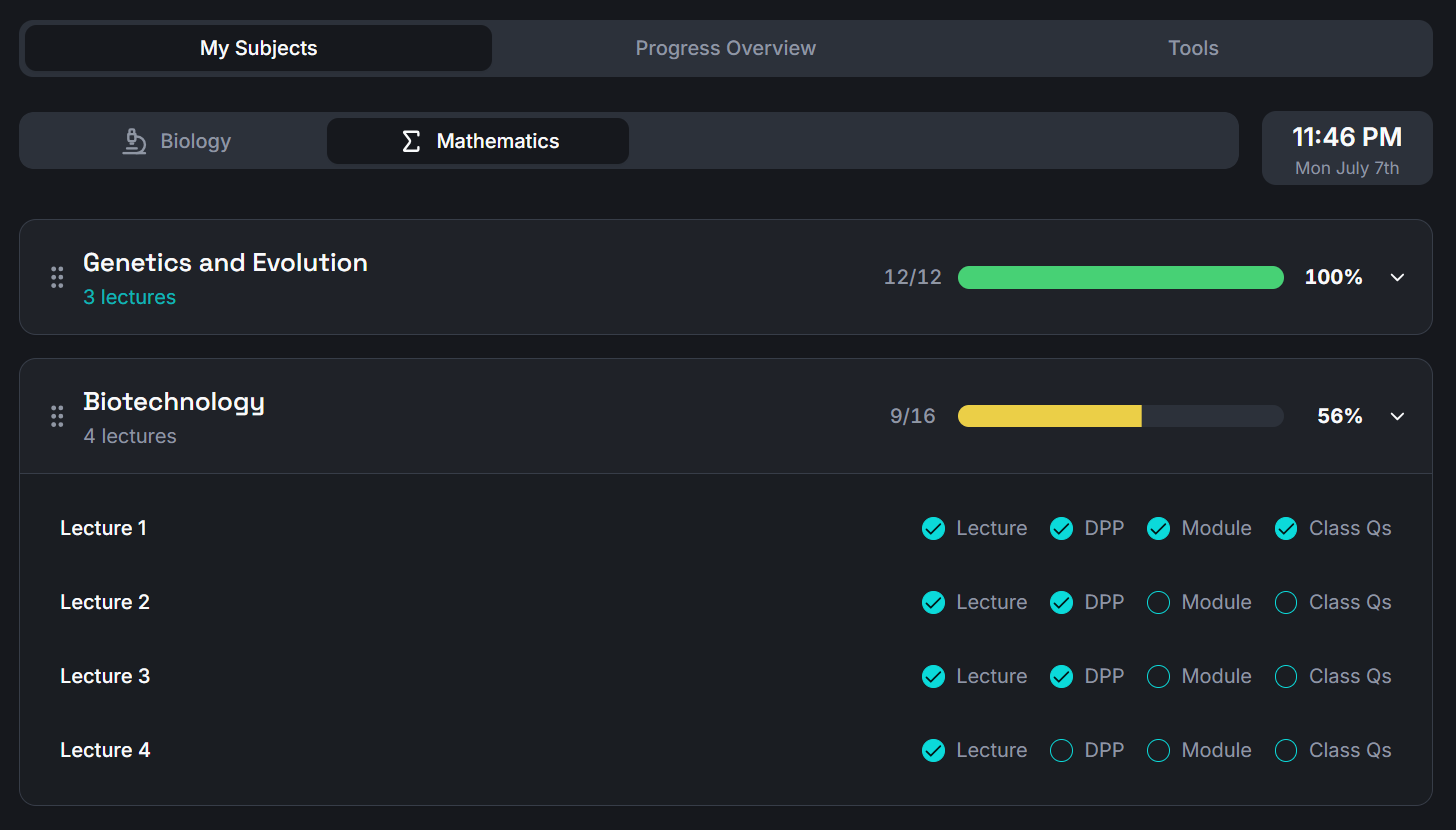 My Subjects Progress Overview Tools
Biology Mathematics
11:46 PM
Mon July 7th
Genetics and Evolution
3 lectures
12/12 100%
Biotechnology
4 lectures
9/16 56%
Lecture 1 Lecture DPP Module Class Qs
Lecture 2 Lecture DPP Module Class Qs
Lecture 3 Lecture DPP Module Class Qs
Lecture 4 Lecture DPP Module Class Qs